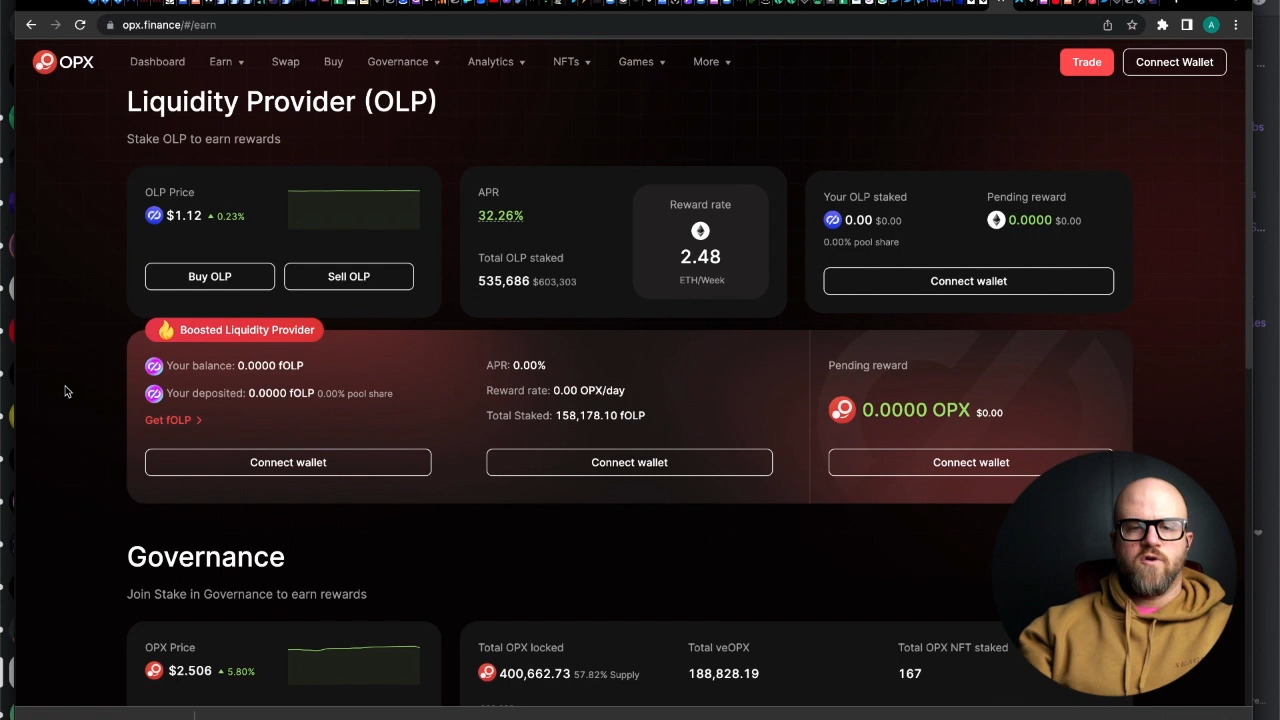 opx.finance/#/earn
A
OPX Dashboard Earn Swap Buy Governance Analytics NFTs Games More Trade Connect Wallet
Liquidity Provider (OLP)
Stake OLP to earn rewards
OLP Price
$1.12 0.23%
Buy OLP Sell OLP
APR
32.26%
Total OLP staked
535,686 $603,303
Reward rate
2.48
ETH/Week
Your OLP staked Pending reward
0.00 $0.00 0.0000 $0.00
0.00% pool share
Connect wallet
Boosted Liquidity Provider
Your balance: 0.0000 fOLP
Your deposited: 0.0000 fOLP 0.00% pool share
Get fOLP >
Connect wallet
APR: 0.00%
Reward rate: 0.00 OPX/day
Total Staked: 158,178.10 fOLP
Connect wallet
Pending reward
0.0000 OPX $0.00
Connect wallet
Governance
Join Stake in Governance to earn rewards
OPX Price
$2.506 5.80%
Total OPX locked Total veOPX Total OPX NFT staked
400,662.73 57.82% Supply 188,828.19 167